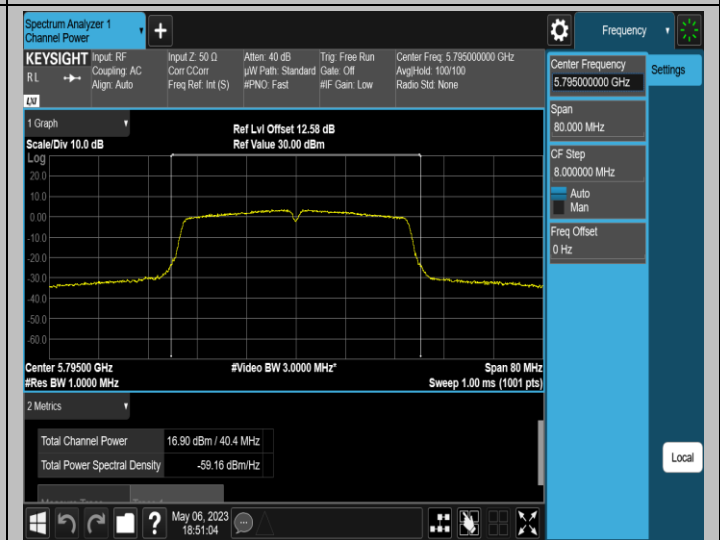 Spectrum Analyzer 1
Channel Power
Frequency
KEYSIGHT
R L
LXI
Input: RF
Coupling: AC
Align: Auto
Input Z: 50 Ω
Corr CCorr
Freq Ref: Int (S)
Atten: 40 dB
µW Path: Standard
#PNO: Fast
Trig: Free Run
Gate: Off
#IF Gain: Low
Center Freq: 5.795000000 GHz
Avg|Hold: 100/100
Radio Std: None
Center Frequency
5.795000000 GHz
Settings
Span
80.000 MHz
CF Step
8.000000 MHz
Auto
Man
Freq Offset
0 Hz
1 Graph
Scale/Div 10.0 dB
Ref Lvl Offset 12.58 dB
Ref Value 30.00 dBm
Log
20.0
10.0
0.00
-10.0
-20.0
-30.0
-40.0
-50.0
-60.0
Center 5.79500 GHz
#Video BW 3.0000 MHz*
Span 80 MHz
#Res BW 1.0000 MHz
Sweep 1.00 ms (1001 pts)
2 Metrics
Total Channel Power 16.90 dBm / 40.4 MHz
Total Power Spectral Density -59.16 dBm/Hz
Local
?
May 06, 2023
18:51:04